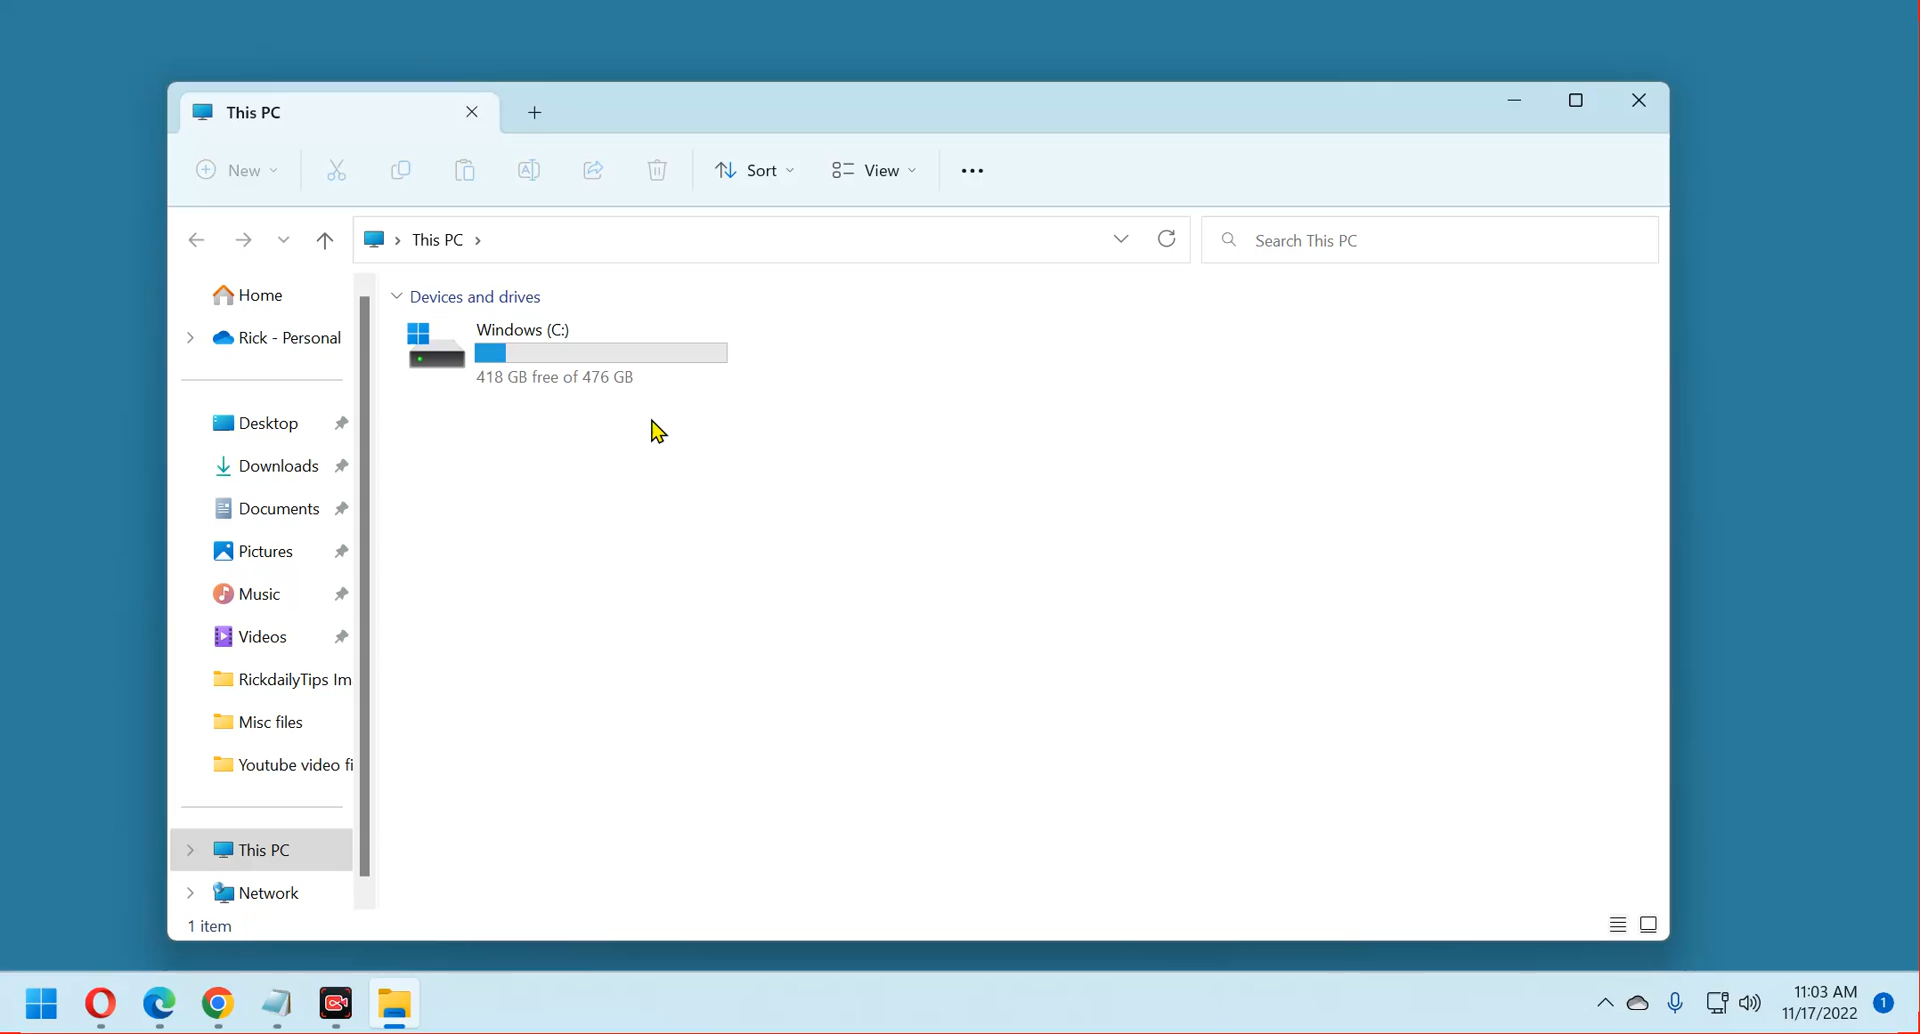 This PC
New
Sort
View
This PC
Search This PC
Home
Rick - Personal
Desktop
Downloads
Documents
Pictures
Music
Videos
RickdailyTips Im
Misc files
Youtube video fi
This PC
Network
Devices and drives
Windows (C:)
418 GB free of 476 GB
1 item
11:03 AM
11/17/2022
1